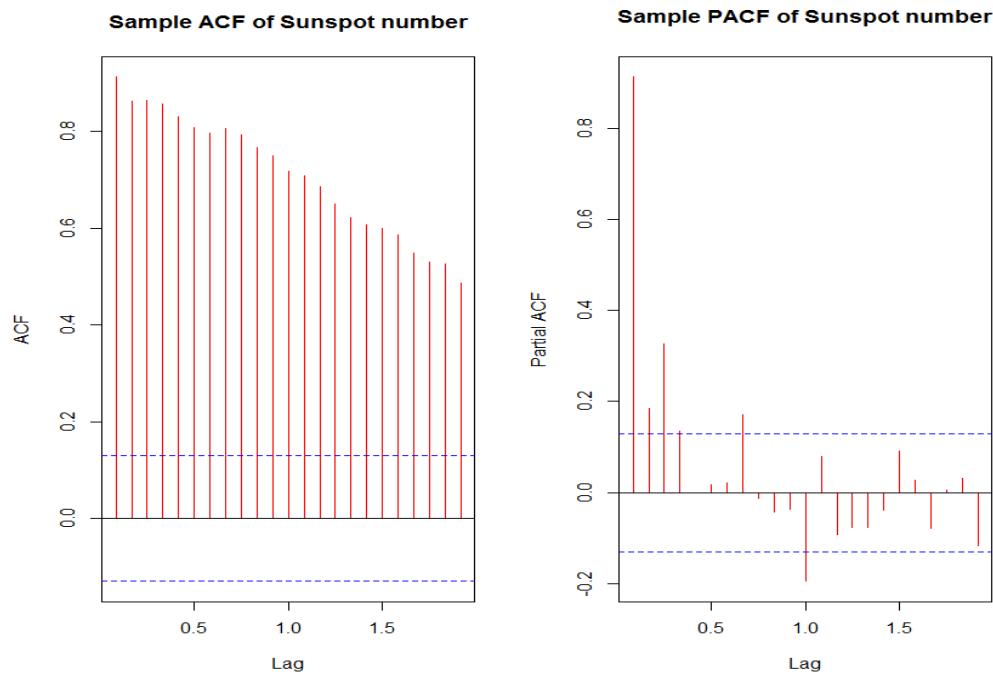 Sample ACF of Sunspot number
ACF
0.0
0.2
0.4
0.6
0.8
0.5
1.0
1.5
Lag
Sample PACF of Sunspot number
Partial ACF
-0.2
0.0
0.2
0.4
0.6
0.8
0.5
1.0
1.5
Lag